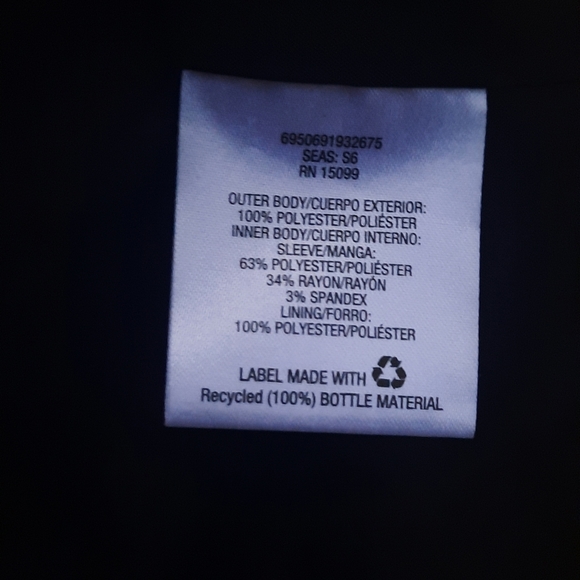 6950691932675
SEAS: S6
RN 15099
OUTER BODY/CUERPO EXTERIOR:
100% POLYESTER/POLIÉSTER
INNER BODY/CUERPO INTERNO:
SLEEVE/MANGA:
63% POLYESTER/POLIÉSTER
34% RAYON/RAYÓN
3% SPANDEX
LINING/FORRO:
100% POLYESTER/POLIÉSTER
LABEL MADE WITH
Recycled (100%) BOTTLE MATERIAL